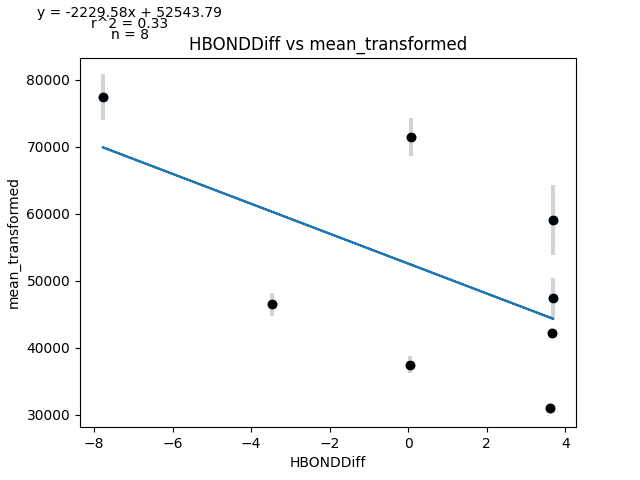 y = -2229.58x + 52543.79
r^2 = 0.33
n = 8
HBONDDiff vs mean_transformed
80000
70000
60000
50000
40000
30000
mean_transformed
−8
−6
−4
−2
0
2
4
HBONDDiff